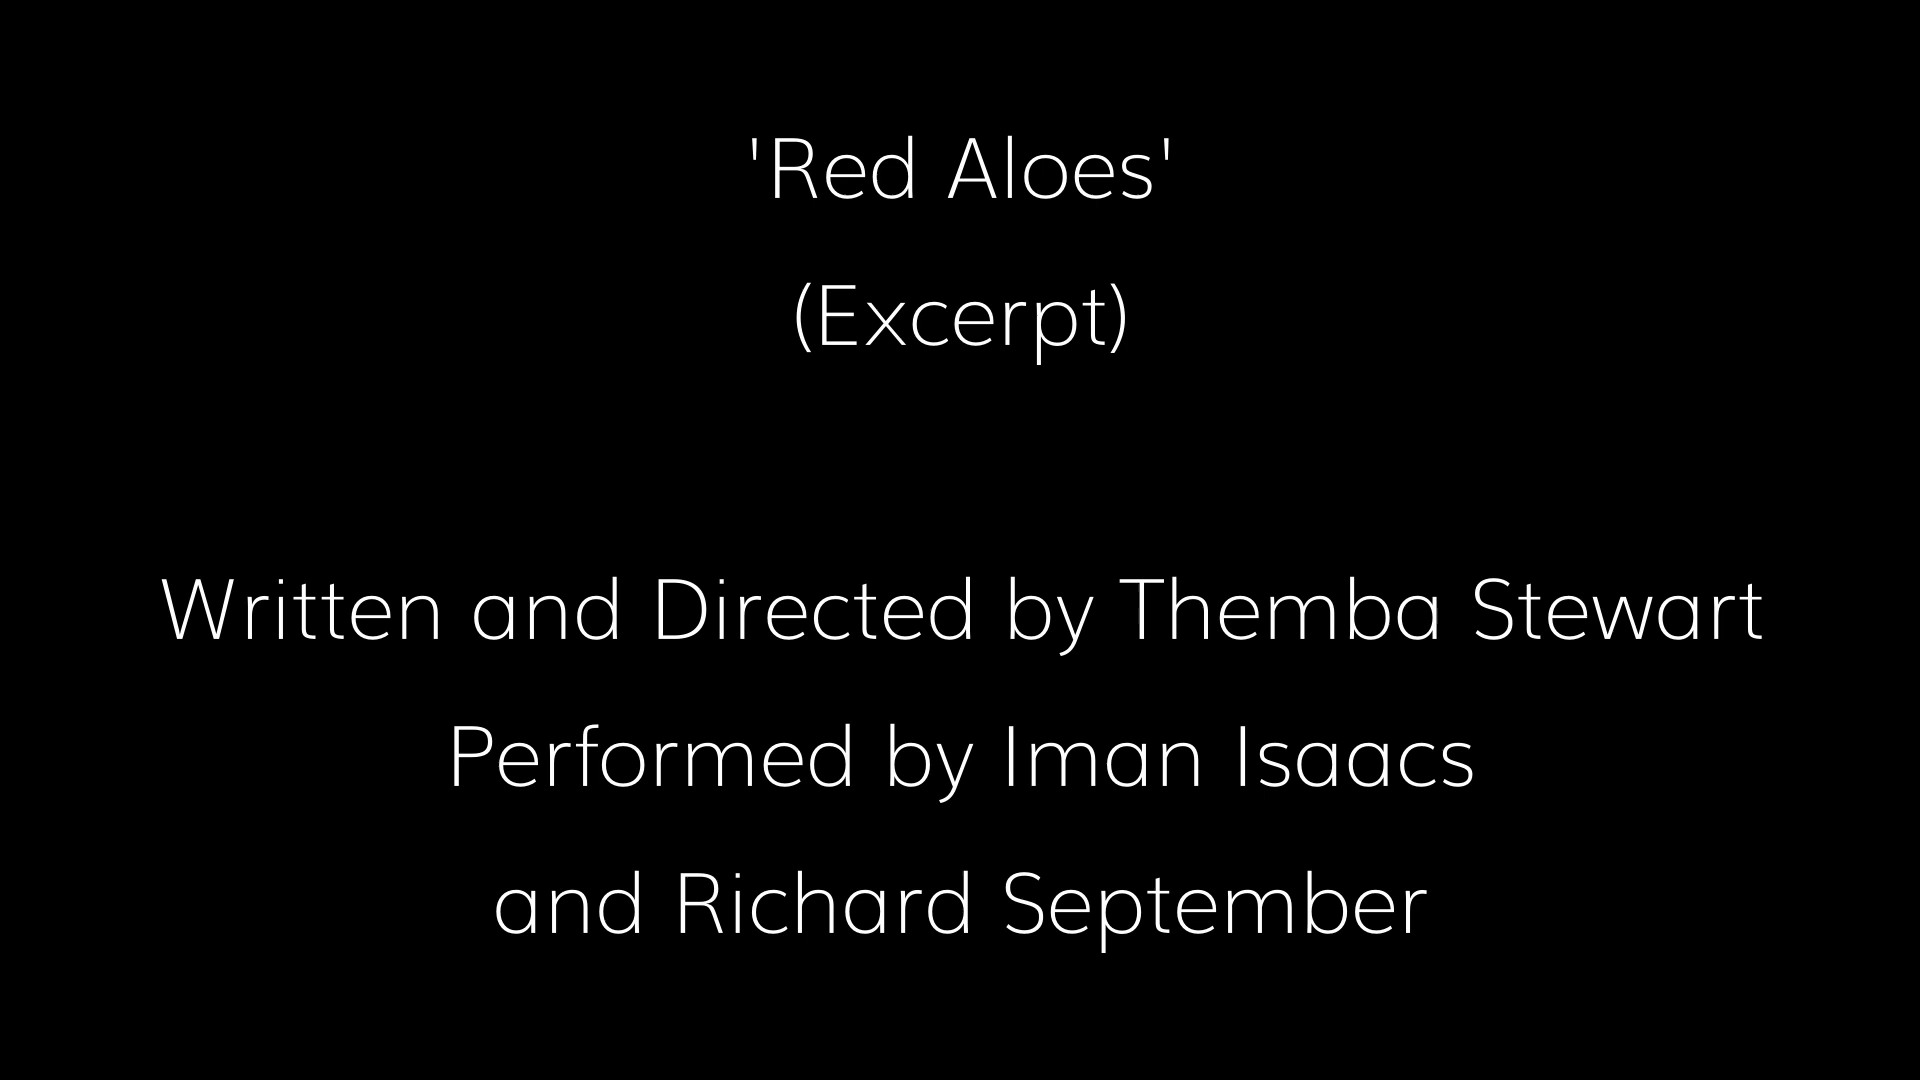 'Red Aloes'
(Excerpt)
Written and Directed by Themba Stewart
Performed by Iman Isaacs
and Richard September